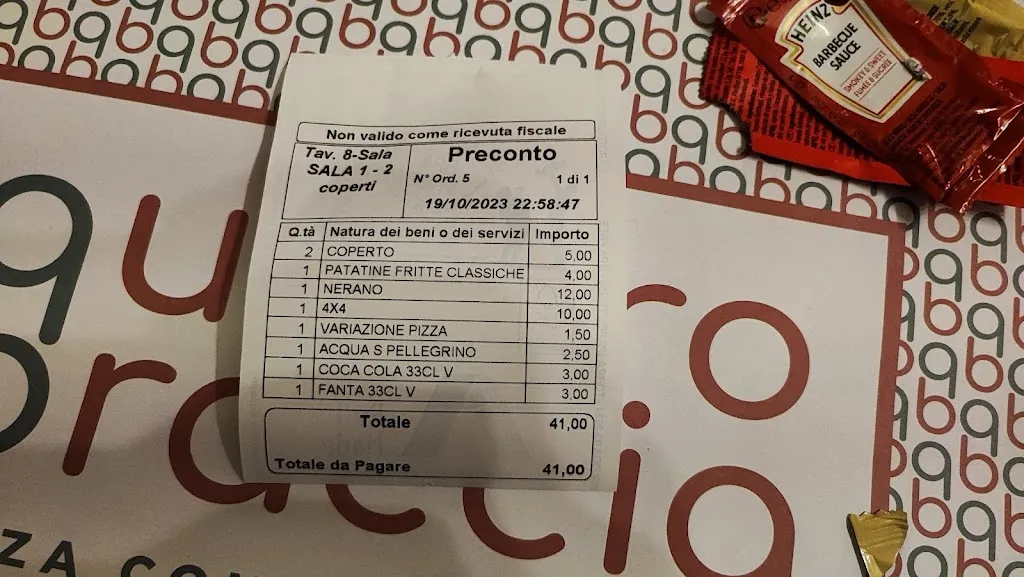 HEINZ
BARBECUE
SAUCE
SMOKEY & SWEET
FUMÉE & SUCRÉE
Non valido come ricevuta fiscale
Tav. 8-Sala
SALA 1 - 2
coperti
Preconto
N° Ord. 5 1 di 1
19/10/2023 22:58:47
Q.tà Natura dei beni o dei servizi Importo
2 COPERTO 5,00
1 PATATINE FRITTE CLASSICHE 4,00
1 NERANO 12,00
1 4X4 10,00
1 VARIAZIONE PIZZA 1,50
1 ACQUA S PELLEGRINO 2,50
1 COCA COLA 33CL V 3,00
1 FANTA 33CL V 3,00
Totale 41,00
Totale da Pagare 41,00